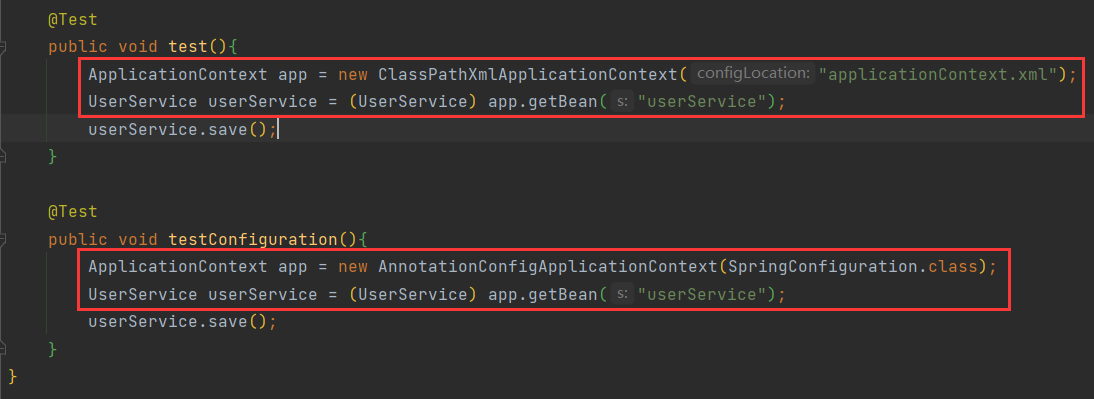 @Test
public void test(){
ApplicationContext app = new ClassPathXmlApplicationContext( configLocation: "applicationContext.xml");
UserService userService = (UserService) app.getBean( s: "userService");
userService.save();
}
@Test
public void testConfiguration(){
ApplicationContext app = new AnnotationConfigApplicationContext(SpringConfiguration.class);
UserService userService = (UserService) app.getBean( s: "userService");
userService.save();
}
}